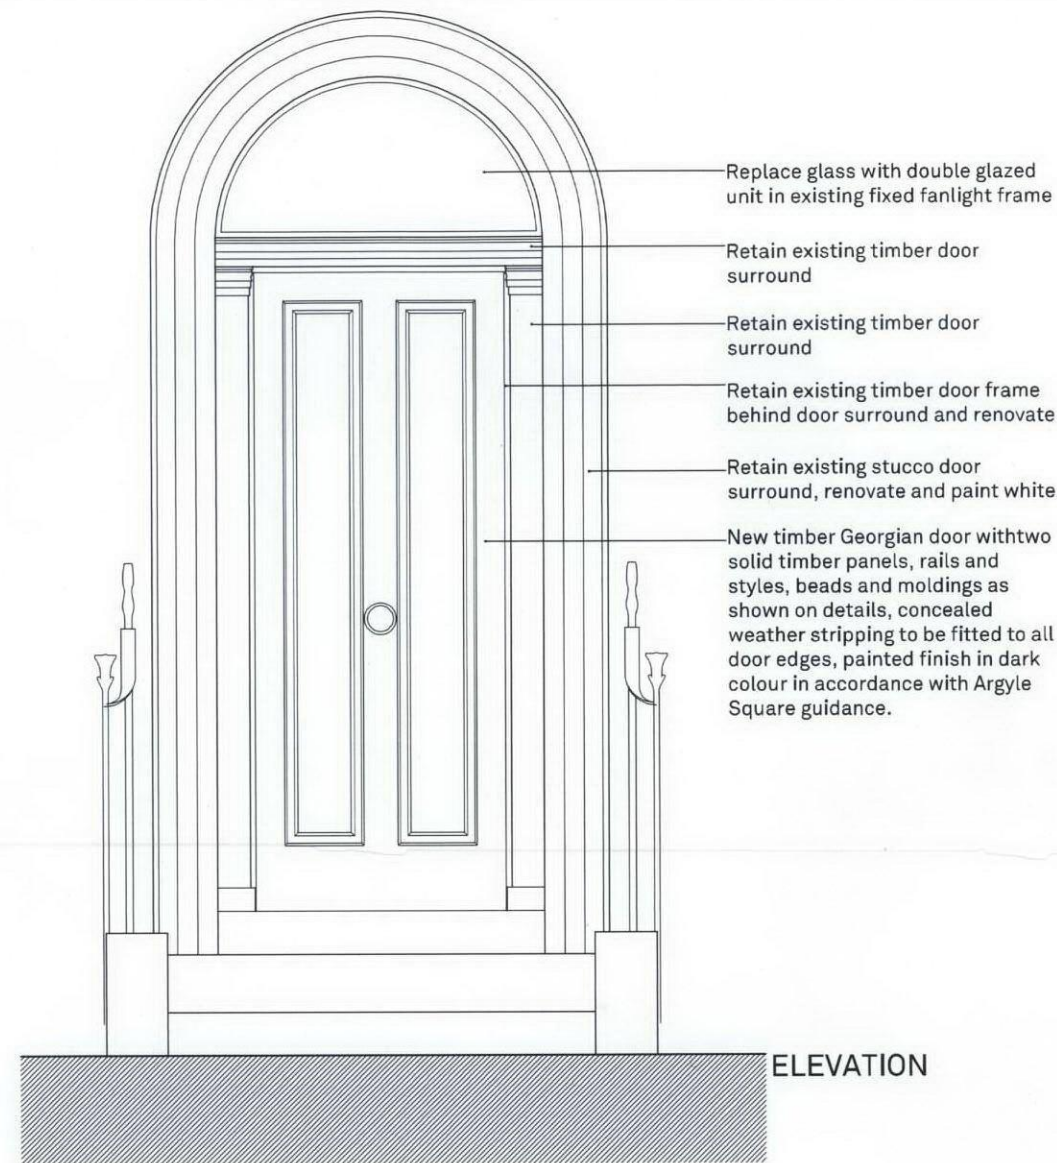 Replace glass with double glazed
unit in existing fixed fanlight frame
Retain existing timber door
surround
Retain existing timber door
surround
Retain existing timber door frame
behind door surround and renovate
Retain existing stucco door
surround, renovate and paint white
New timber Georgian door withtwo
solid timber panels, rails and
styles, beads and moldings as
shown on details, concealed
weather stripping to be fitted to all
door edges, painted finish in dark
colour in accordance with Argyle
Square guidance.
ELEVATION